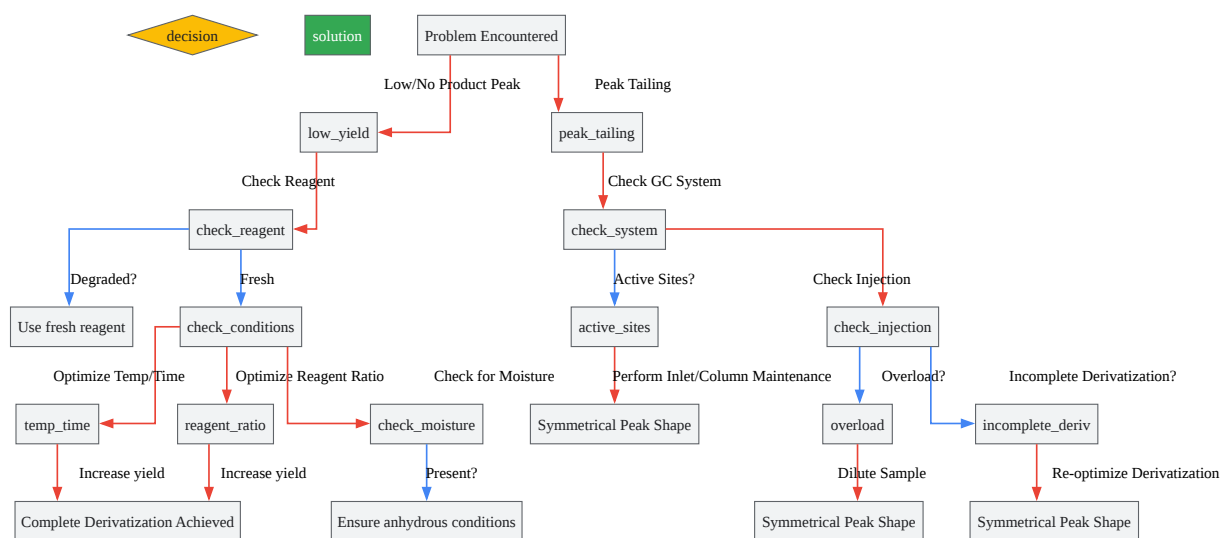 decision
solution
Problem Encountered
Low/No Product Peak
Peak Tailing
low_yield
peak_tailing
Check Reagent
Check GC System
check_reagent
check_system
Degraded?
Fresh
Active Sites?
Check Injection
Use fresh reagent
check_conditions
active_sites
check_injection
Optimize Temp/Time
Optimize Reagent Ratio
Check for Moisture
Perform Inlet/Column Maintenance
Overload?
Incomplete Derivatization?
temp_time
reagent_ratio
check_moisture
Symmetrical Peak Shape
overload
incomplete_deriv
Increase yield
Increase yield
Present?
Dilute Sample
Re-optimize Derivatization
Complete Derivatization Achieved
Ensure anhydrous conditions
Symmetrical Peak Shape
Symmetrical Peak Shape